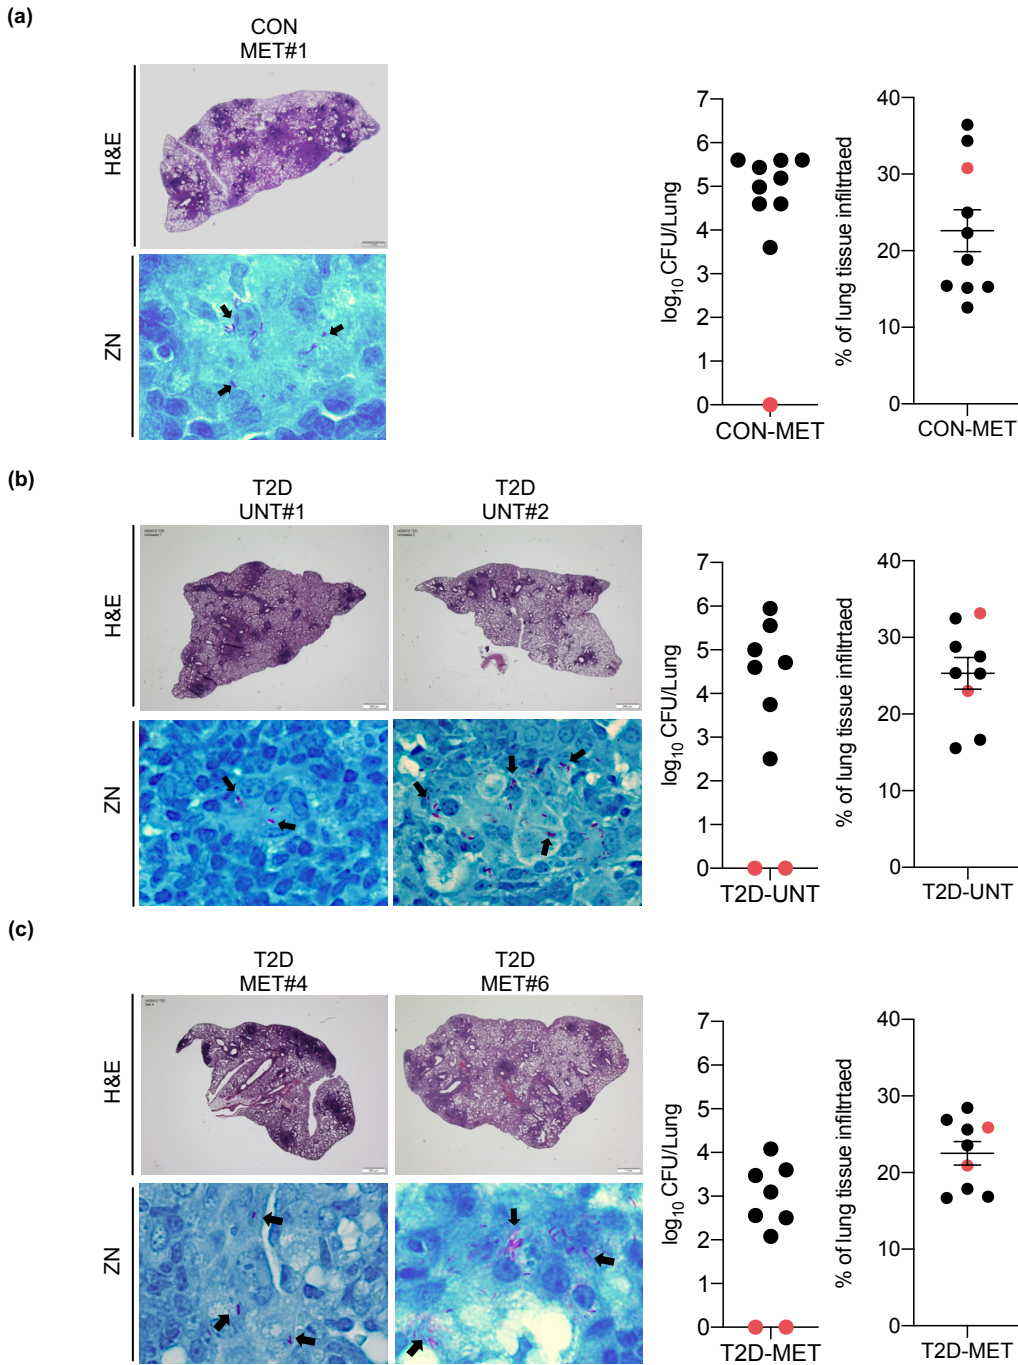 (a)
CON
MET#1
H&E
ZN
7
6
5
4
3
2
1
0
log10 CFU/Lung
CON-MET
40
30
20
10
0
% of lung tissue infiltrtaed
CON-MET
(b)
T2D
UNT#1
T2D
UNT#2
H&E
ZN
7
6
5
4
3
2
1
0
log10 CFU/Lung
T2D-UNT
40
30
20
10
0
% of lung tissue infiltrtaed
T2D-UNT
(c)
T2D
MET#4
T2D
MET#6
H&E
ZN
7
6
5
4
3
2
1
0
log10 CFU/Lung
T2D-MET
40
30
20
10
0
% of lung tissue infiltrtaed
T2D-MET